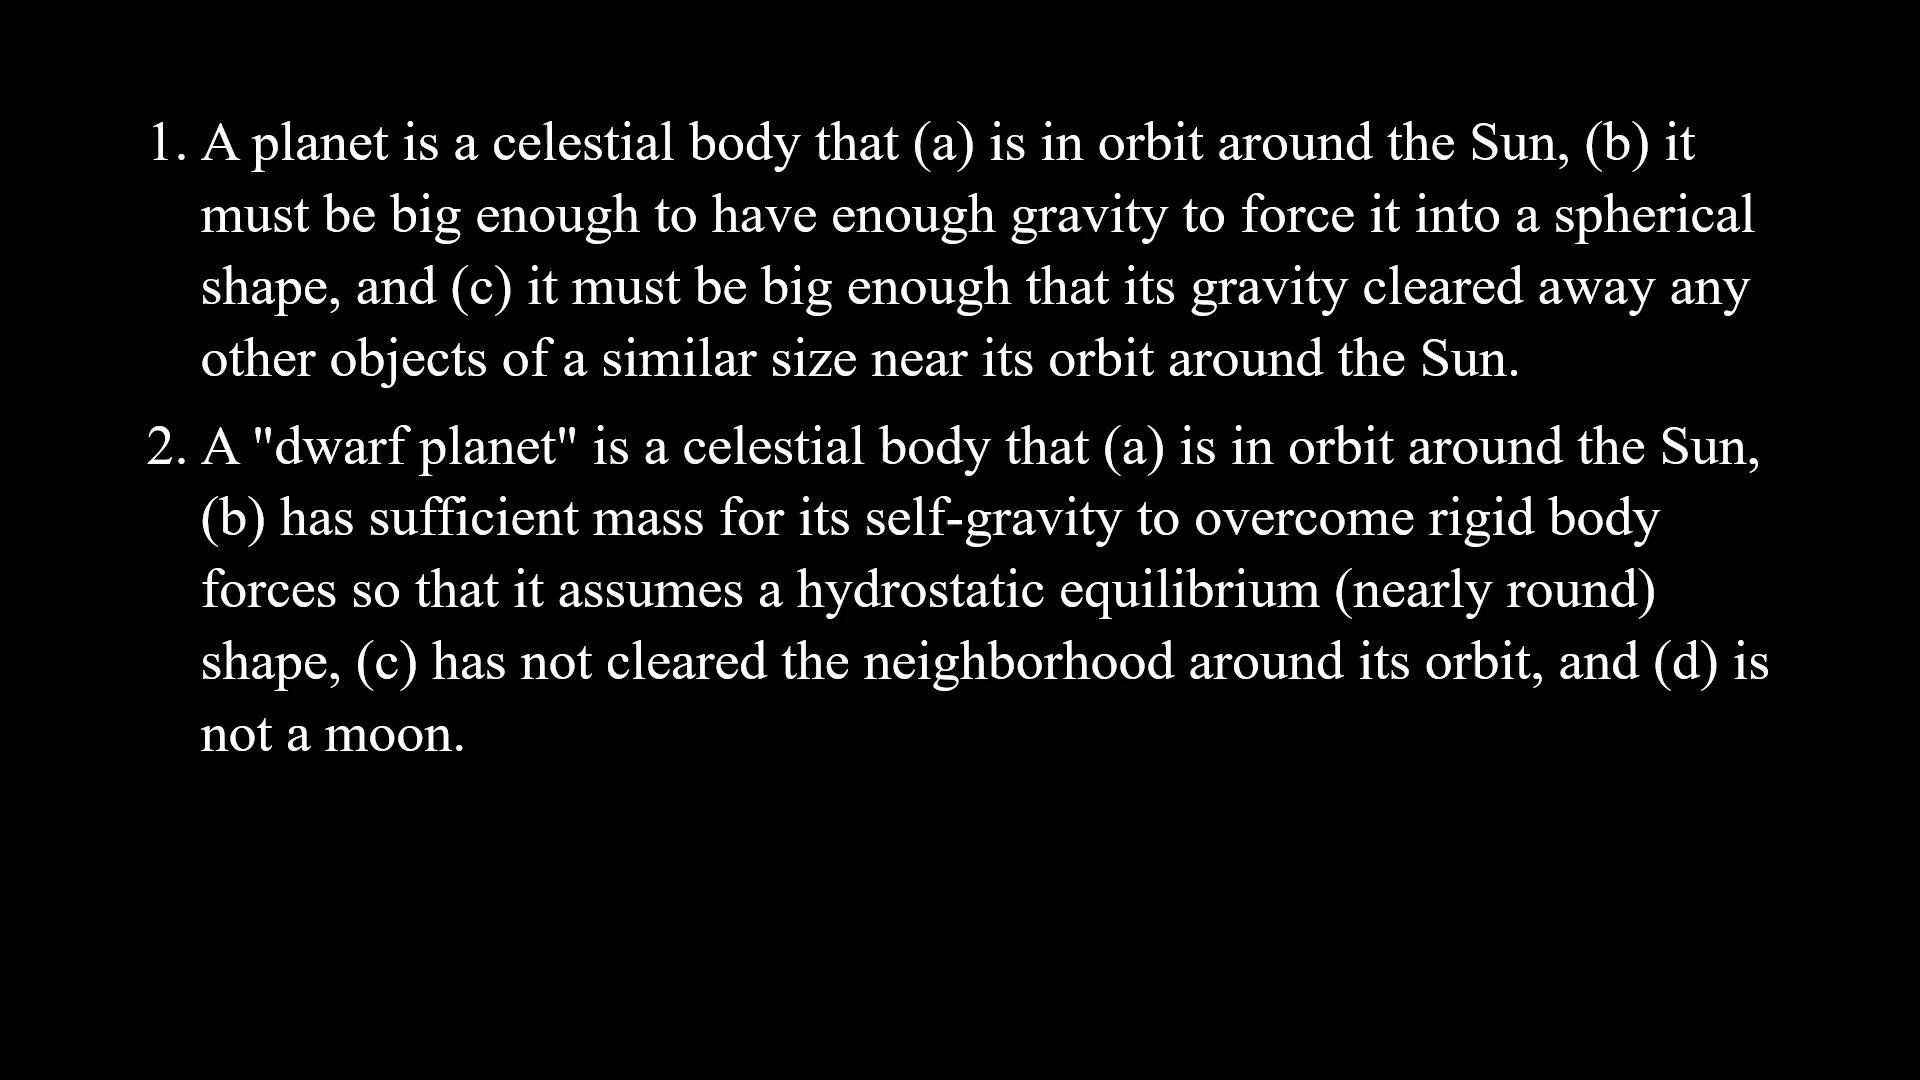 1. A planet is a celestial body that (a) is in orbit around the Sun, (b) it
must be big enough to have enough gravity to force it into a spherical
shape, and (c) it must be big enough that its gravity cleared away any
other objects of a similar size near its orbit around the Sun.
2. A "dwarf planet" is a celestial body that (a) is in orbit around the Sun,
(b) has sufficient mass for its self-gravity to overcome rigid body
forces so that it assumes a hydrostatic equilibrium (nearly round)
shape, (c) has not cleared the neighborhood around its orbit, and (d) is
not a moon.